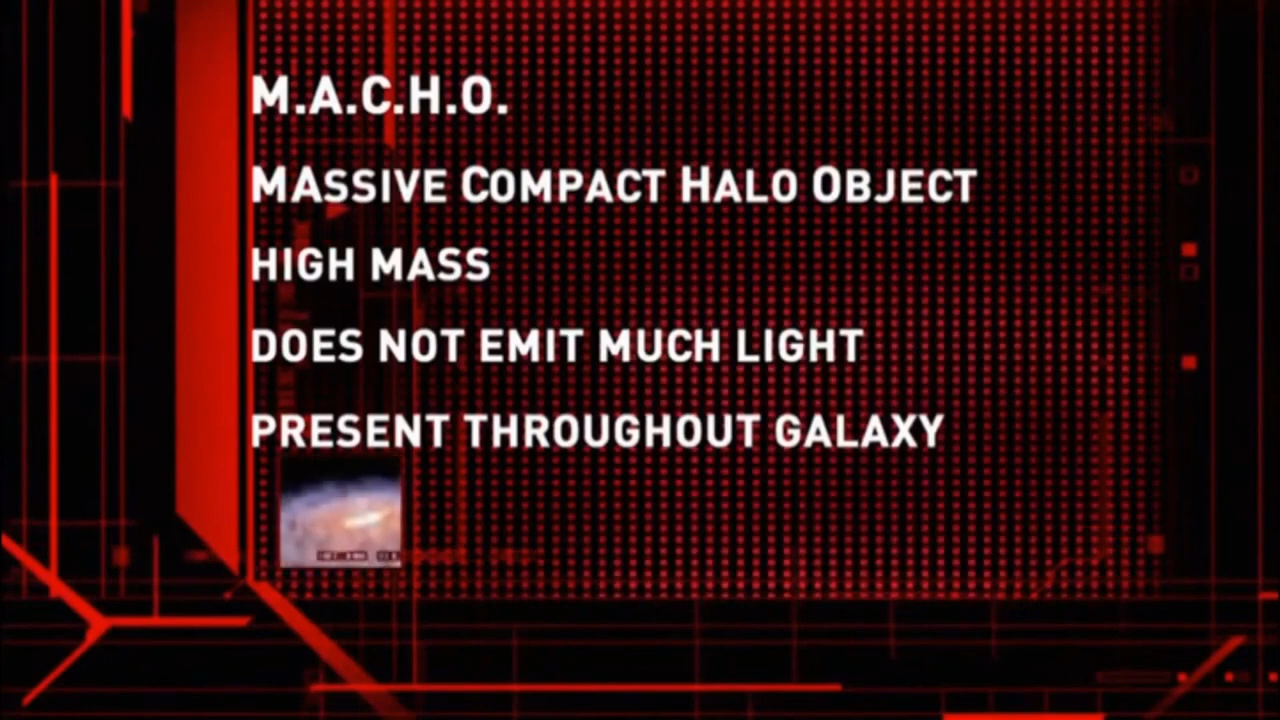 M.A.C.H.O.
MASSIVE COMPACT HALO OBJECT
HIGH MASS
DOES NOT EMIT MUCH LIGHT
PRESENT THROUGHOUT GALAXY